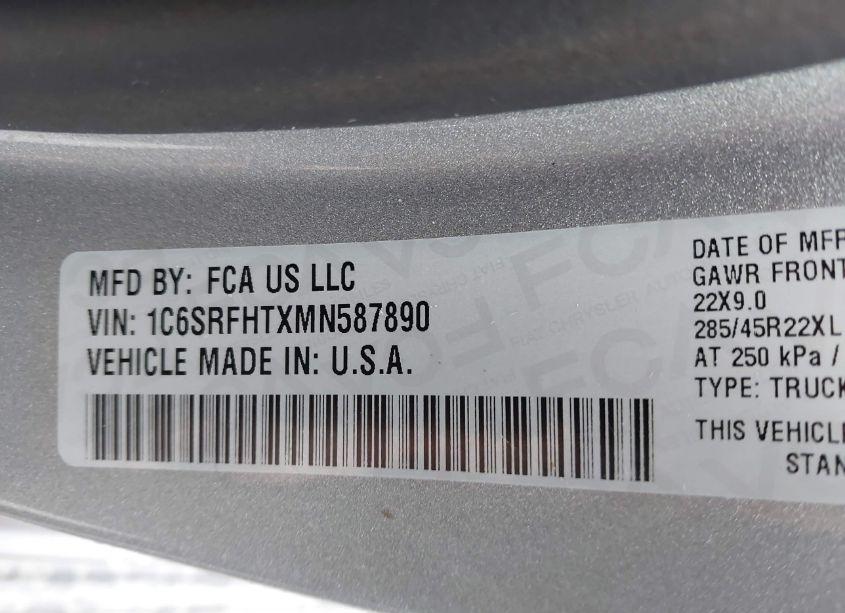 MFD BY: FCA US LLC
VIN: 1C6SRFHTXMN587890
VEHICLE MADE IN: U.S.A.
DATE OF MFR
GAWR FRONT
22X9.0
285/45R22XL
AT 250 kPa /
TYPE: TRUCK
THIS VEHICL
STAN